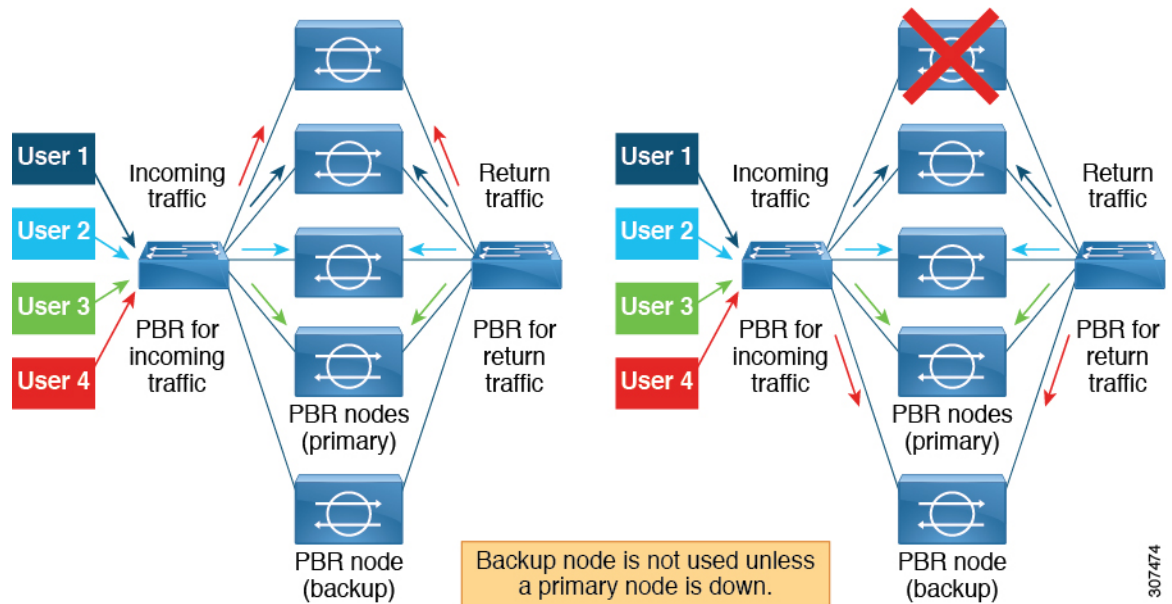 User 1
User 2
User 3
User 4
Incoming
traffic
Return
traffic
PBR for
incoming
traffic
PBR for
return
traffic
PBR nodes
(primary)
PBR node
(backup)
User 1
User 2
User 3
User 4
Incoming
traffic
Return
traffic
PBR for
incoming
traffic
PBR for
return
traffic
PBR nodes
(primary)
PBR node
(backup)
Backup node is not used unless
a primary node is down.
307474